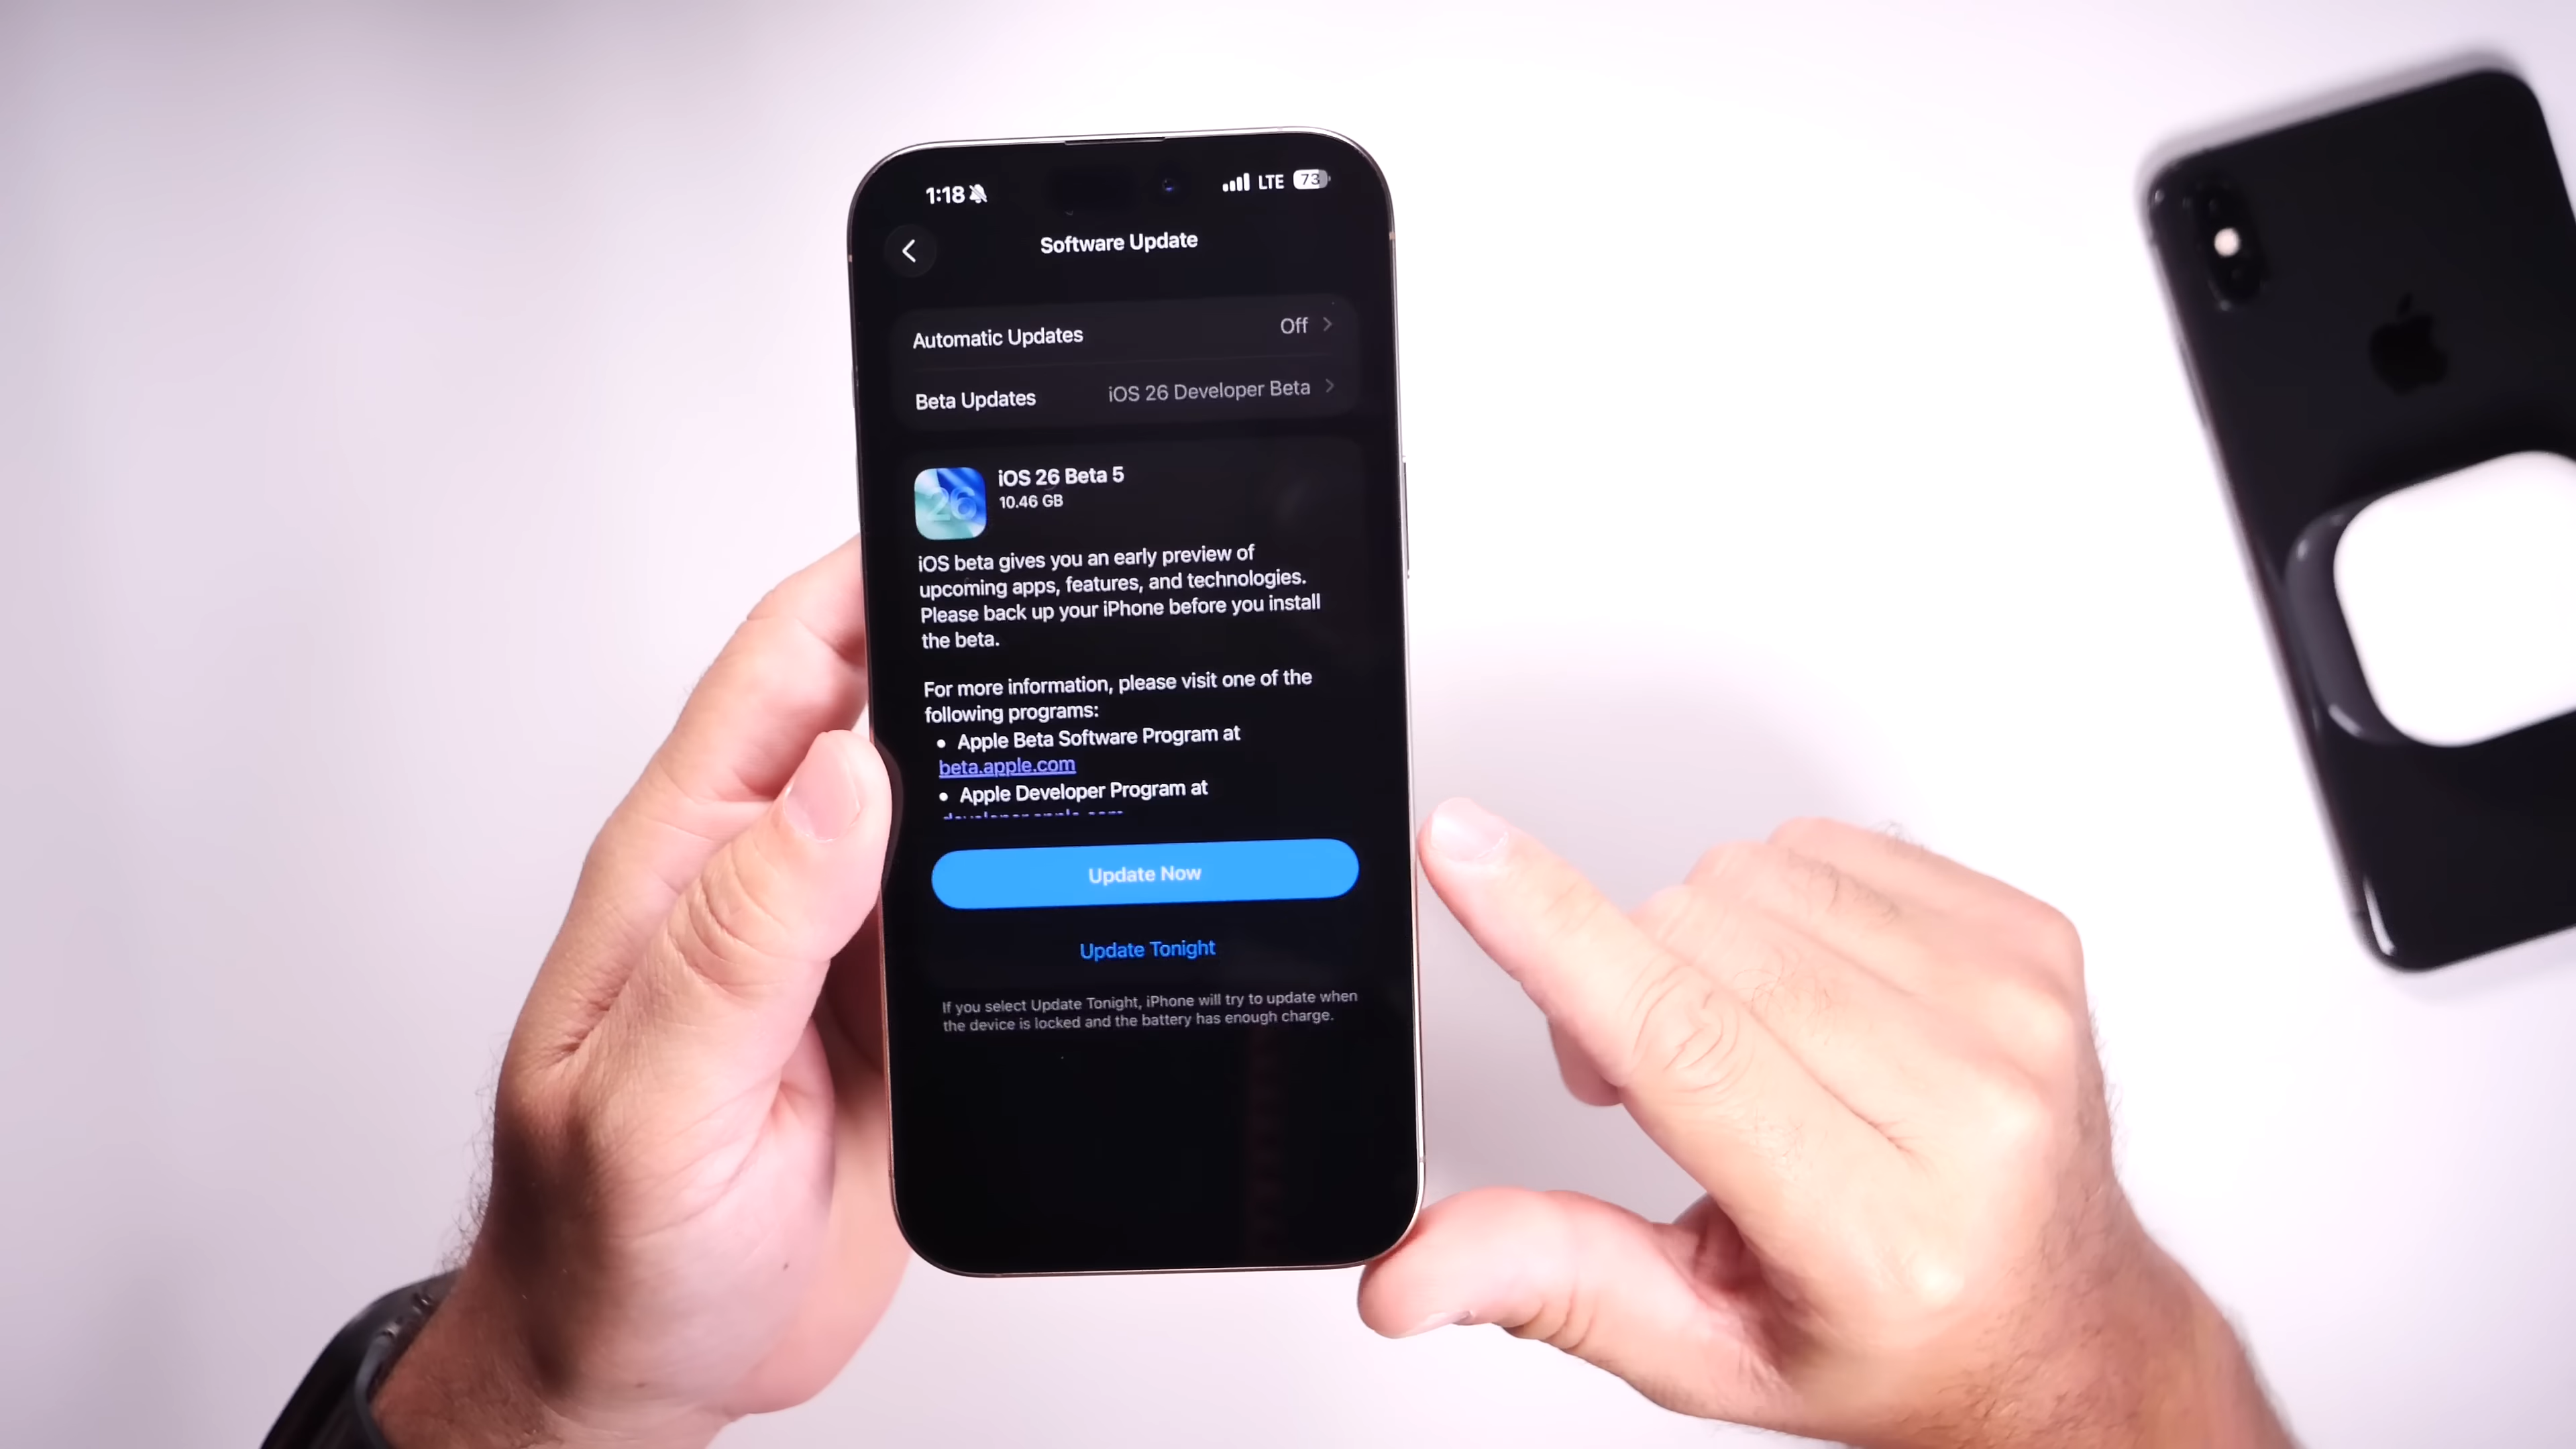 1:18 LTE 73
Software Update
Automatic Updates Off
Beta Updates iOS 26 Developer Beta
26
iOS 26 Beta 5
10.46 GB
iOS beta gives you an early preview of
upcoming apps, features, and technologies.
Please back up your iPhone before you install
the beta.
For more information, please visit one of the
following programs:
• Apple Beta Software Program at
beta.apple.com
• Apple Developer Program at
developer.apple.com
Update Now
Update Tonight
If you select Update Tonight, iPhone will try to update when
the device is locked and the battery has enough charge.